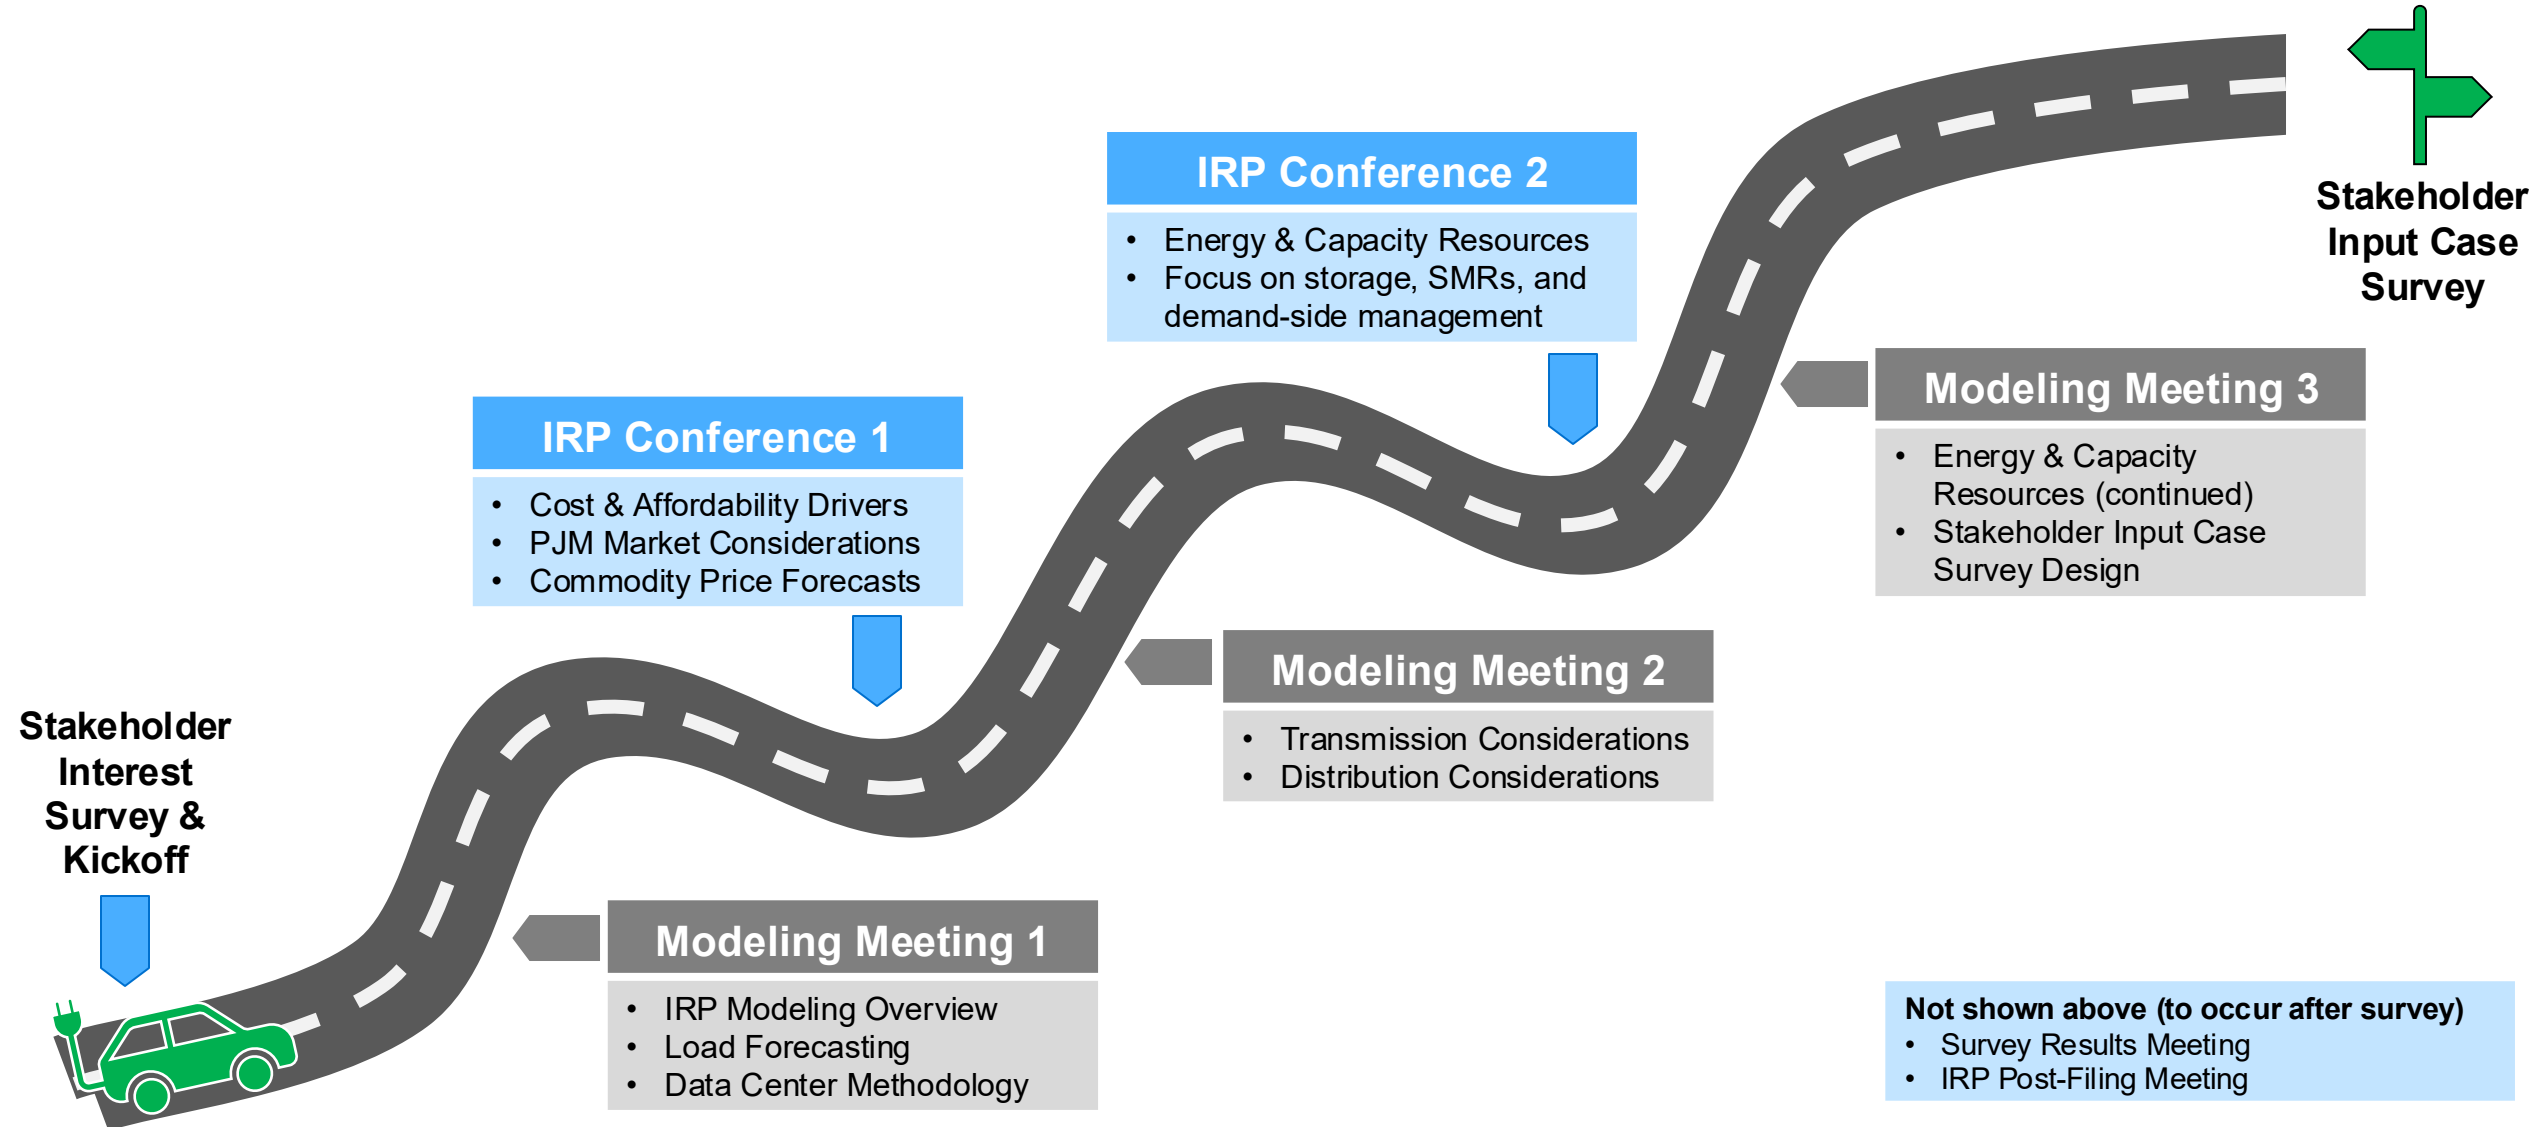 Stakeholder
Interest
Survey &
Kickoff
Modeling Meeting 1
• IRP Modeling Overview
• Load Forecasting
• Data Center Methodology
IRP Conference 1
• Cost & Affordability Drivers
• PJM Market Considerations
• Commodity Price Forecasts
Modeling Meeting 2
• Transmission Considerations
• Distribution Considerations
IRP Conference 2
• Energy & Capacity Resources
• Focus on storage, SMRs, and
demand-side management
Modeling Meeting 3
• Energy & Capacity
Resources (continued)
• Stakeholder Input Case
Survey Design
Stakeholder
Input Case
Survey
Not shown above (to occur after survey)
• Survey Results Meeting
• IRP Post-Filing Meeting